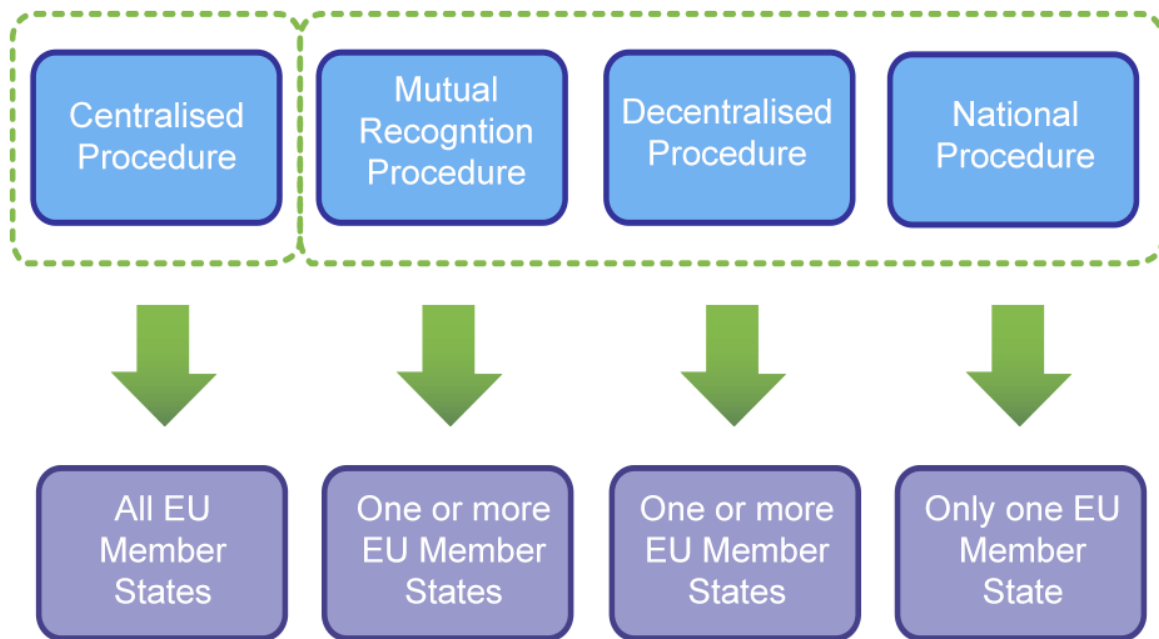 Centralised
Procedure
Mutual
Recogntion
Procedure
Decentralised
Procedure
National
Procedure
All EU
Member
States
One or more
EU Member
States
One or more
EU Member
States
Only one EU
Member
State